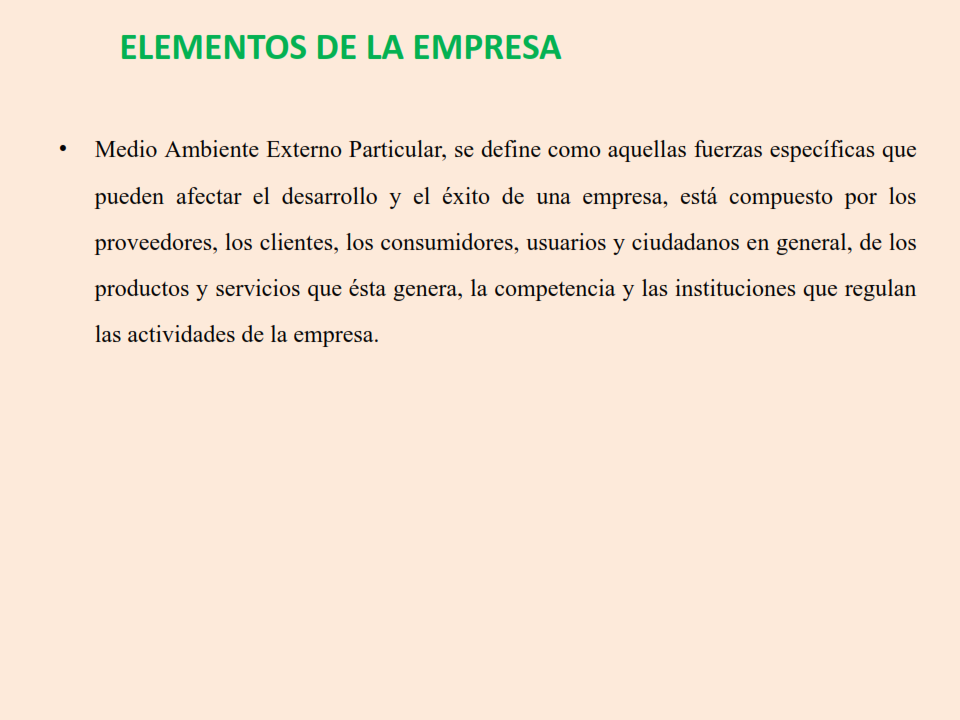 ELEMENTOS DE LA EMPRESA
• Medio Ambiente Externo Particular, se define como aquellas fuerzas específicas que
pueden afectar el desarrollo y el éxito de una empresa, está compuesto por los
proveedores, los clientes, los consumidores, usuarios y ciudadanos en general, de los
productos y servicios que ésta genera, la competencia y las instituciones que regulan
las actividades de la empresa.